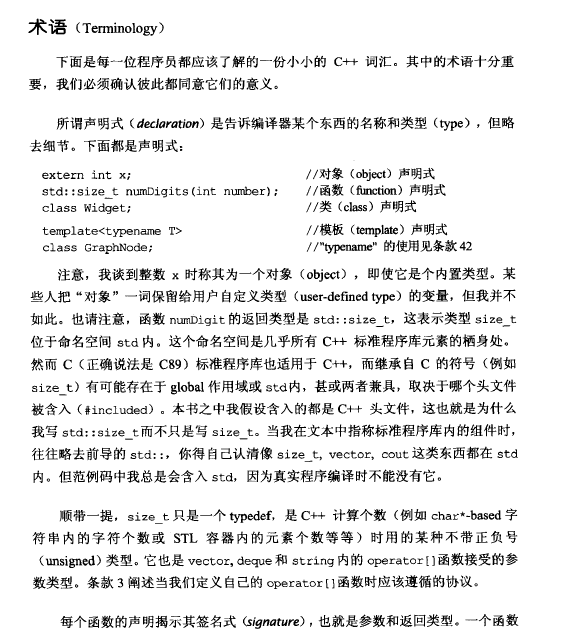 术语（Terminology）
下面是每一位程序员都应该了解的一份小小的 C++ 词汇。其中的术语十分重
要，我们必须确认彼此都同意它们的意义。
所谓声明式（declaration）是告诉编译器某个东西的名称和类型（type），但略
去细节。下面都是声明式：
extern int x; //对象（object）声明式
std::size_t numDigits(int number); //函数（function）声明式
class Widget; //类（class）声明式
template<typename T> //模板（template）声明式
class GraphNode; //"typename" 的使用见条款 42
注意，我谈到整数 x 时称其为一个对象（object），即使它是个内置类型。某
些人把“对象”一词保留给用户自定义类型（user-defined type）的变量，但我并不
如此。也请注意，函数 numDigit 的返回类型是 std::size_t，这表示类型 size_t
位于命名空间 std 内。这个命名空间是几乎所有 C++ 标准程序库元素的栖身处。
然而 C（正确说法是 C89）标准程序库也适用于 C++，而继承自 C 的符号（例如
size_t）有可能存在于 global 作用域或 std内，甚或两者兼具，取决于哪个头文件
被含入（#included）。本书之中我假设含入的都是 C++ 头文件，这也就是为什么
我写 std::size_t而不只是写 size_t。当我在文本中指称标准程序库内的组件时，
往往略去前导的 std::，你得自己认清像 size_t, vector, cout 这类东西都在 std
内。但范例码中我总是会含入 std，因为真实程序编译时不能没有它。
顺带一提，size_t 只是一个 typedef，是 C++ 计算个数（例如 char*-based 字
符串内的字符个数或 STL 容器内的元素个数等等）时用的某种不带正负号
（unsigned）类型。它也是 vector, deque 和 string 内的 operator[]函数接受的参
数类型。条款 3 阐述当我们定义自己的 operator[]函数时应该遵循的协议。
每个函数的声明揭示其签名式（signature），也就是参数和返回类型。一个函数